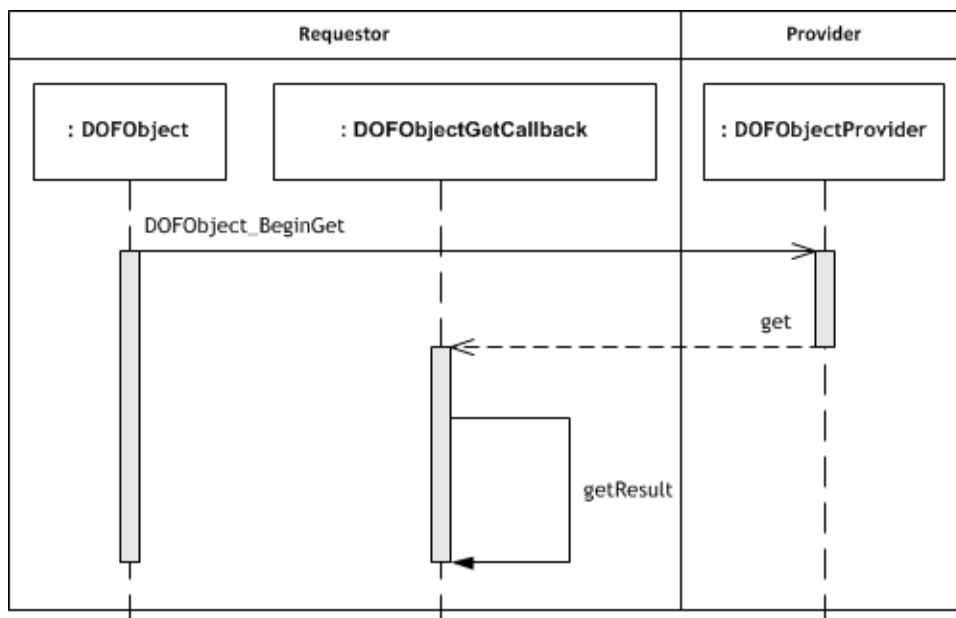 Requestor
Provider
: DOFObject
: DOFObjectGetCallback
: DOFObjectProvider
DOFObject_BeginGet
get
getResult